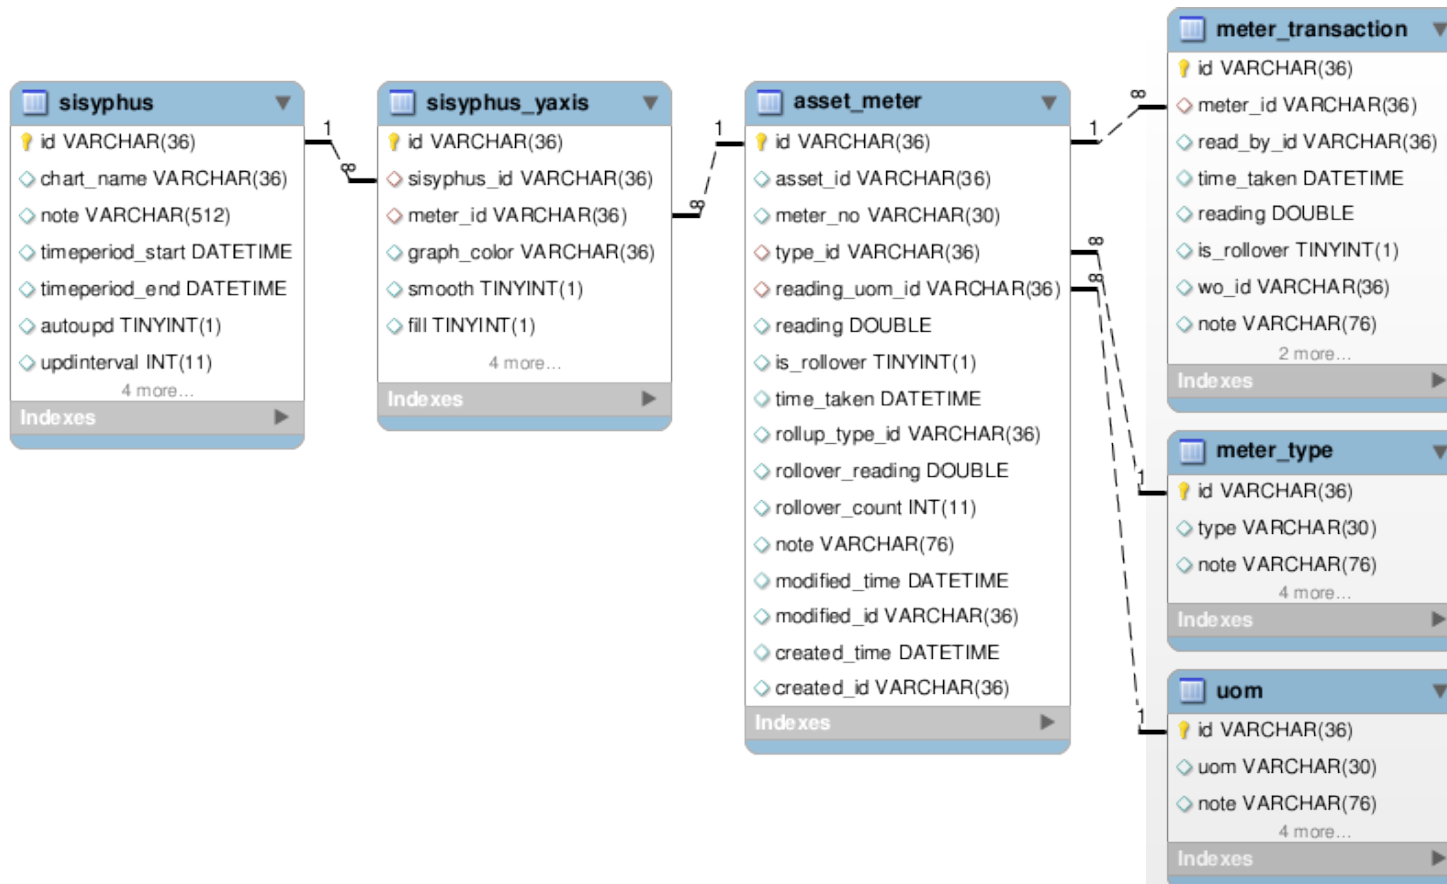 sisyphus
id VARCHAR(36)
chart_name VARCHAR(36)
note VARCHAR(512)
timeperiod_start DATETIME
timeperiod_end DATETIME
autoupd TINYINT(1)
updinterval INT(11)
4 more...
Indexes
1
∞
sisyphus_yaxis
id VARCHAR(36)
sisyphus_id VARCHAR(36)
meter_id VARCHAR(36)
graph_color VARCHAR(36)
smooth TINYINT(1)
fill TINYINT(1)
4 more...
Indexes
1
∞
asset_meter
id VARCHAR(36)
asset_id VARCHAR(36)
meter_no VARCHAR(30)
type_id VARCHAR(36)
reading_uom_id VARCHAR(36)
reading DOUBLE
is_rollover TINYINT(1)
time_taken DATETIME
rollup_type_id VARCHAR(36)
rollover_reading DOUBLE
rollover_count INT(11)
note VARCHAR(76)
modified_time DATETIME
modified_id VARCHAR(36)
created_time DATETIME
created_id VARCHAR(36)
Indexes
1
∞
∞
∞
1
1
meter_transaction
id VARCHAR(36)
meter_id VARCHAR(36)
read_by_id VARCHAR(36)
time_taken DATETIME
reading DOUBLE
is_rollover TINYINT(1)
wo_id VARCHAR(36)
note VARCHAR(76)
2 more...
Indexes
meter_type
id VARCHAR(36)
type VARCHAR(30)
note VARCHAR(76)
4 more...
Indexes
uom
id VARCHAR(36)
uom VARCHAR(30)
note VARCHAR(76)
4 more...
Indexes